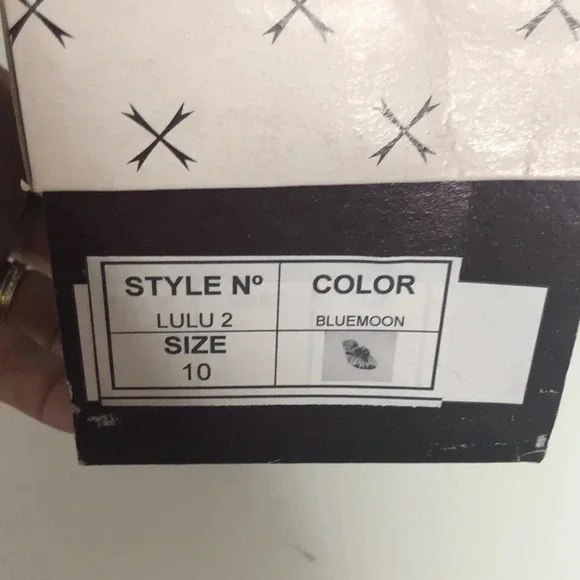 STYLE Nº
LULU 2
COLOR
BLUEMOON
SIZE
10